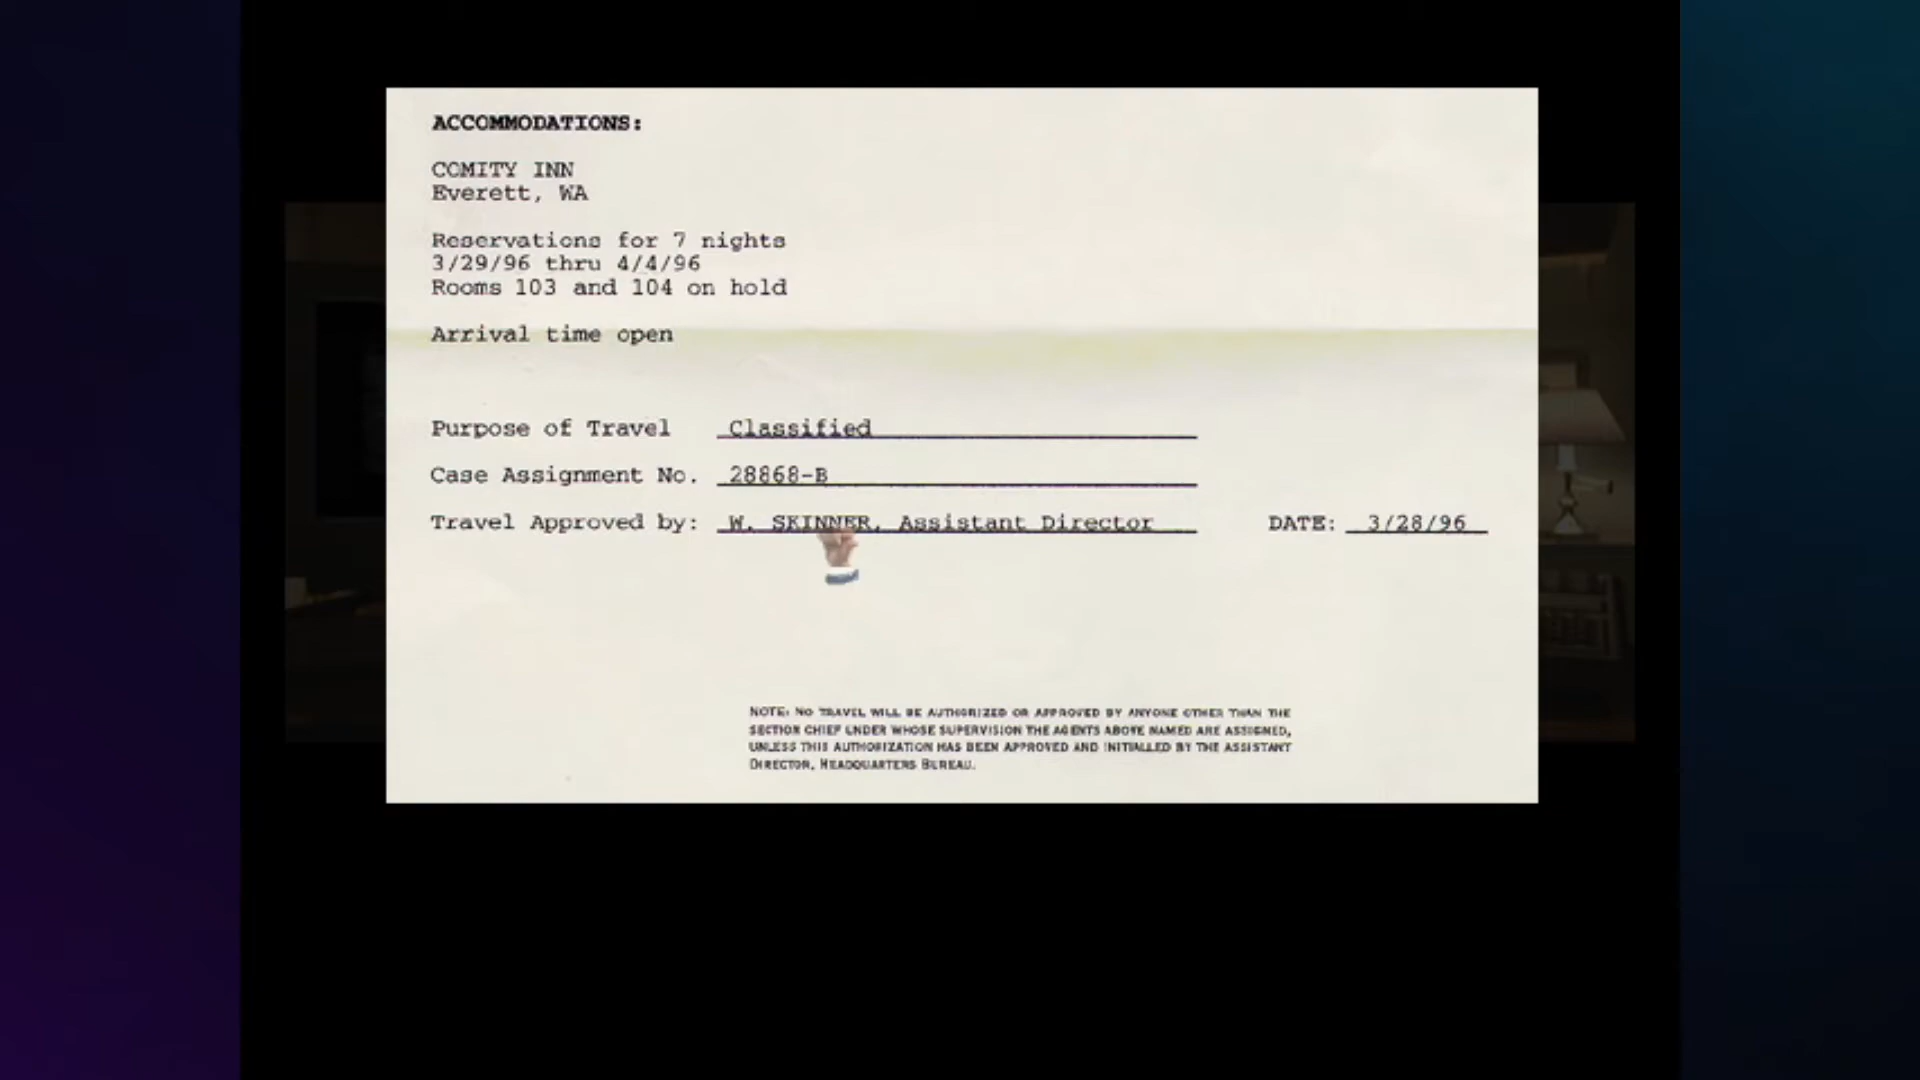 ACCOMMODATIONS:
COMITY INN
Everett, WA
Reservations for 7 nights
3/29/96 thru 4/4/96
Rooms 103 and 104 on hold
Arrival time open
Purpose of Travel Classified
Case Assignment No. 28868-B
Travel Approved by: W. SKINNER, Assistant Director DATE: 3/28/96
NOTE: NO TRAVEL WILL BE AUTHORIZED OR APPROVED BY ANYONE OTHER THAN THE
SECTION CHIEF UNDER WHOSE SUPERVISION THE AGENTS ABOVE NAMED ARE ASSIGNED,
UNLESS THIS AUTHORIZATION HAS BEEN APPROVED AND INITIALLED BY THE ASSISTANT
DIRECTOR, HEADQUARTERS BUREAU.